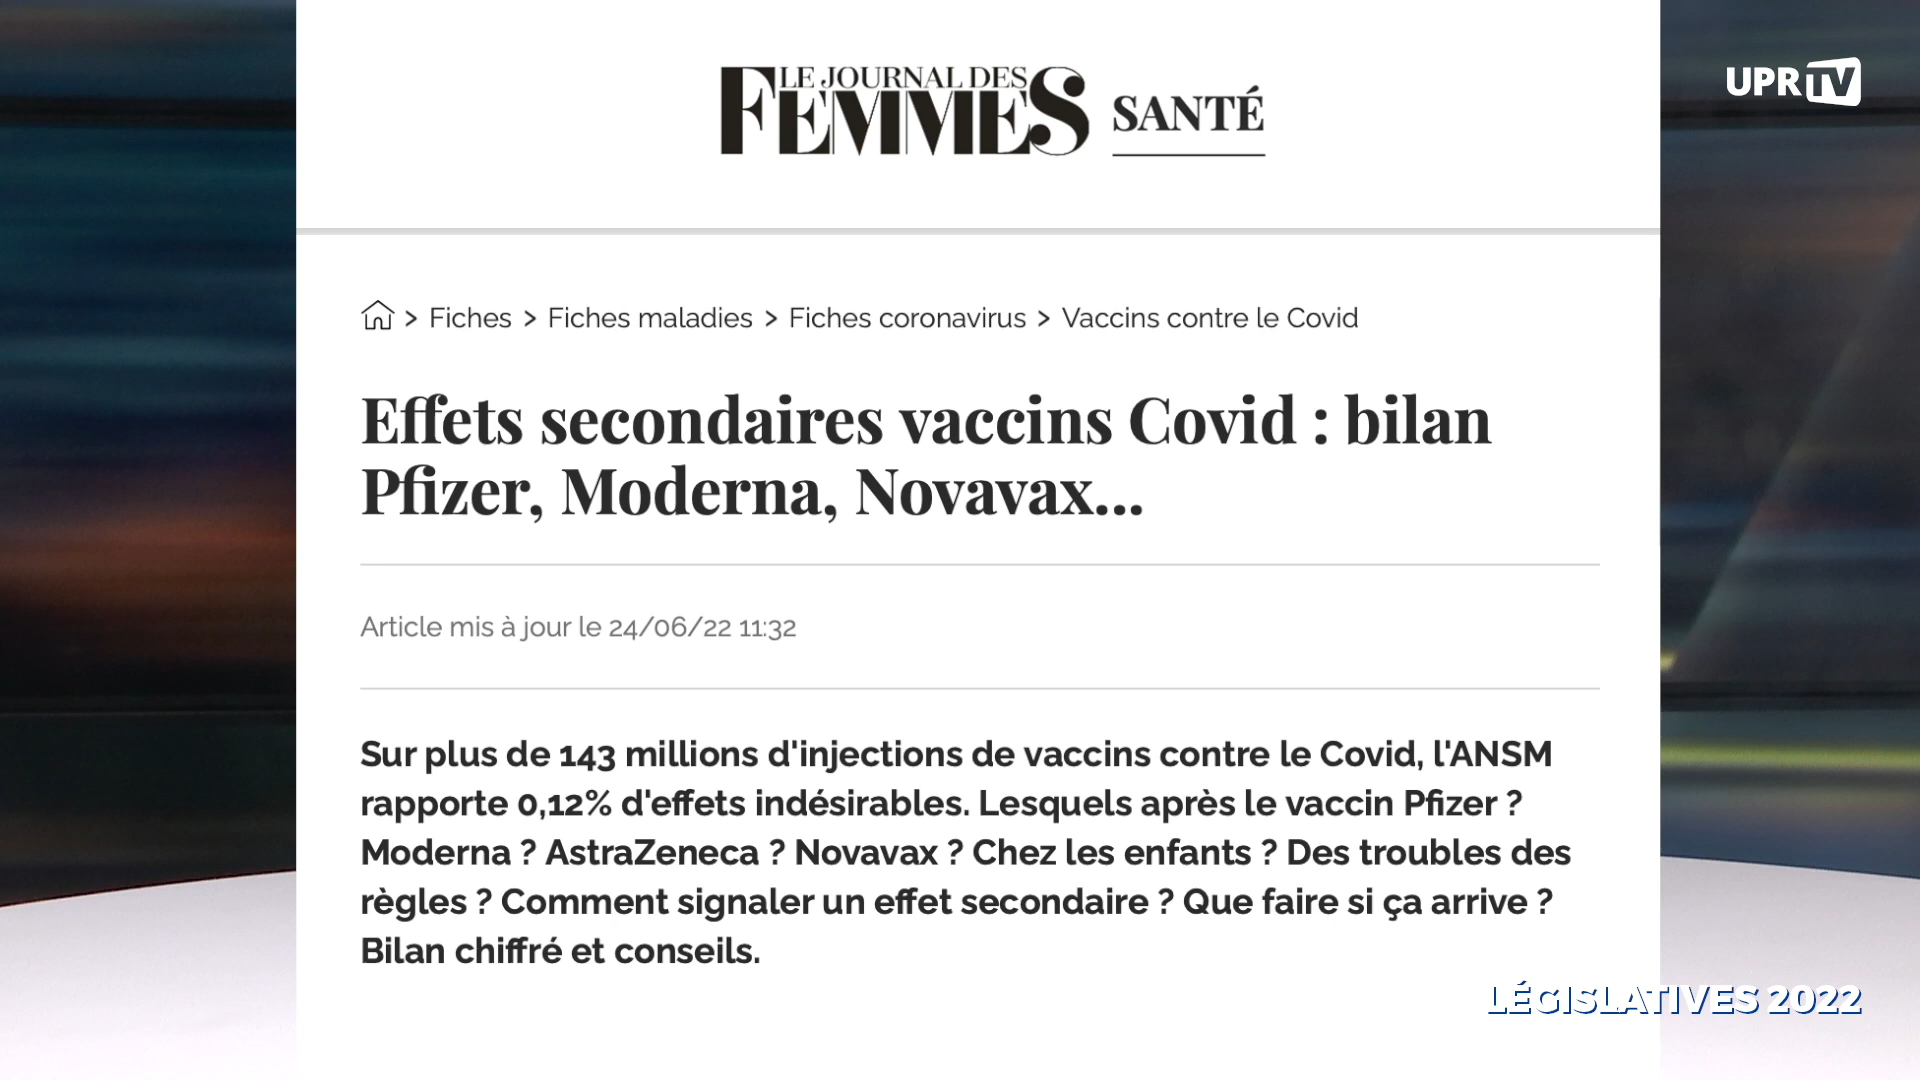 LE JOURNAL DES
FEMMES SANTÉ
UPRTV
> Fiches > Fiches maladies > Fiches coronavirus > Vaccins contre le Covid
Effets secondaires vaccins Covid : bilan
Pfizer, Moderna, Novavax...
Article mis à jour le 24/06/22 11:32
Sur plus de 143 millions d'injections de vaccins contre le Covid, l'ANSM
rapporte 0,12% d'effets indésirables. Lesquels après le vaccin Pfizer ?
Moderna ? AstraZeneca ? Novavax ? Chez les enfants ? Des troubles des
règles ? Comment signaler un effet secondaire ? Que faire si ça arrive ?
Bilan chiffré et conseils.
LÉGISLATIVES 2022